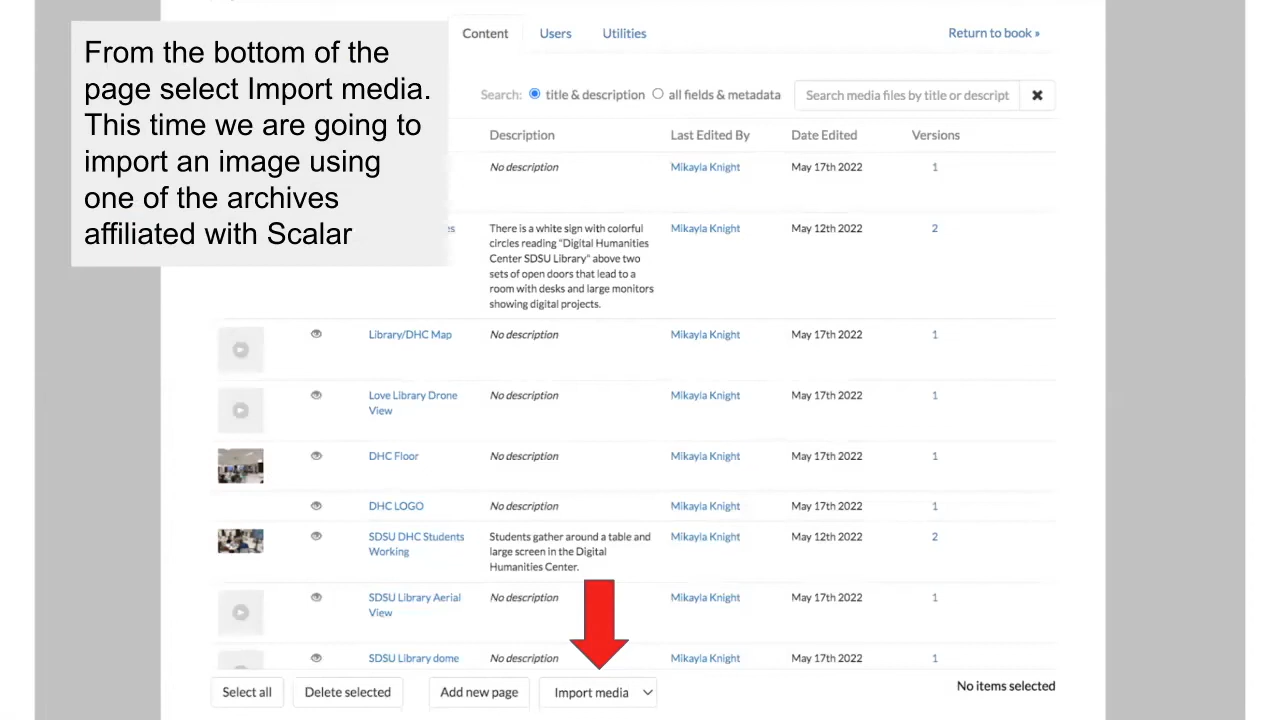 Content Users Utilities Return to book »
From the bottom of the
page select Import media.
This time we are going to
import an image using
one of the archives
affiliated with Scalar
Search: title & description all fields & metadata Search media files by title or descript
Description Last Edited By Date Edited Versions
No description Mikayla Knight May 17th 2022 1
es There is a white sign with colorful Mikayla Knight May 12th 2022 2
circles reading "Digital Humanities
Center SDSU Library" above two
sets of open doors that lead to a
room with desks and large monitors
showing digital projects.
Library/DHC Map No description Mikayla Knight May 17th 2022 1
Love Library Drone No description Mikayla Knight May 17th 2022 1
View
DHC Floor No description Mikayla Knight May 17th 2022 1
DHC LOGO No description Mikayla Knight May 17th 2022 1
SDSU DHC Students Students gather around a table and Mikayla Knight May 12th 2022 2
Working large screen in the Digital
Humanities Center.
SDSU Library Aerial No description Mikayla Knight May 17th 2022 1
View
SDSU Library dome No description Mikayla Knight May 17th 2022 1
Select all Delete selected Add new page Import media No items selected